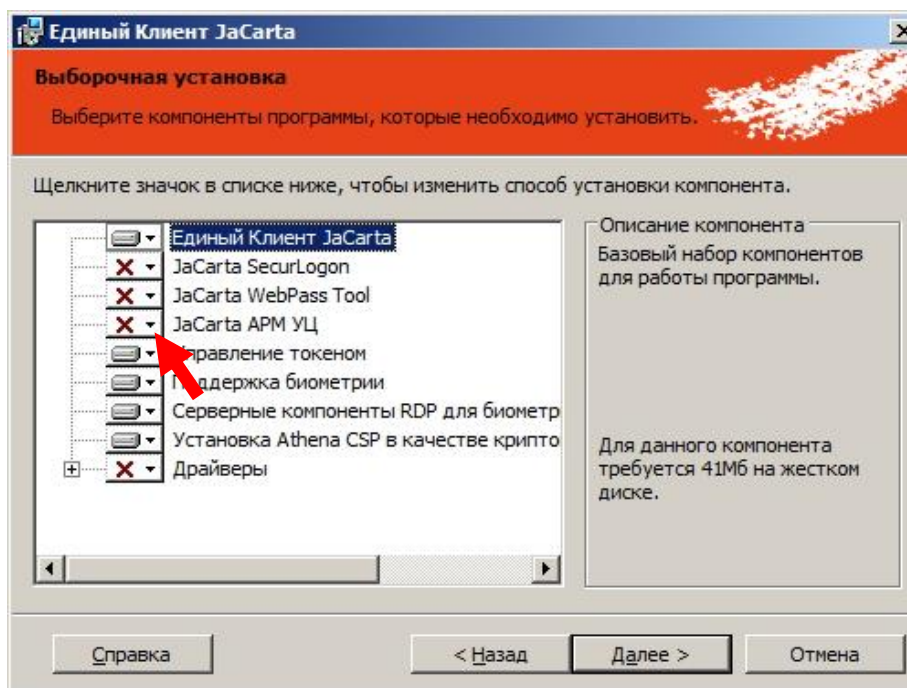 Единый Клиент JaCarta
Выборочная установка
Выберите компоненты программы, которые необходимо установить.
Щелкните значок в списке ниже, чтобы изменить способ установки компонента.
Единый Клиент JaCarta
JaCarta SecurLogon
JaCarta WebPass Tool
JaCarta АРМ УЦ
Управление токеном
Поддержка биометрии
Серверные компоненты RDP для биометр
Установка Athena CSP в качестве крипто
Драйверы
Описание компонента
Базовый набор компонентов
для работы программы.
Для данного компонента
требуется 41Мб на жестком
диске.
Справка
< Назад
Далее >
Отмена